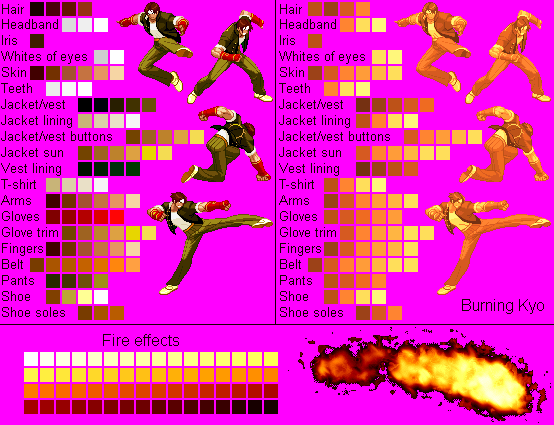 Hair
Headband
Iris
Whites of eyes
Skin
Teeth
Jacket/vest
Jacket lining
Jacket/vest buttons
Jacket sun
Vest lining
T-shirt
Arms
Gloves
Glove trim
Fingers
Belt
Pants
Shoe
Shoe soles
Hair
Headband
Iris
Whites of eyes
Skin
Teeth
Jacket/vest
Jacket lining
Jacket/vest buttons
Jacket sun
Vest lining
T-shirt
Arms
Gloves
Glove trim
Fingers
Belt
Pants
Shoe
Shoe soles
Burning Kyo
Fire effects